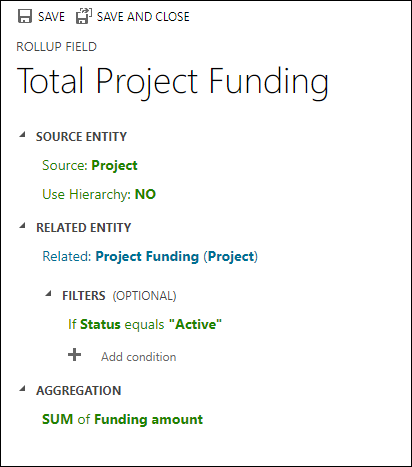 SAVE SAVE AND CLOSE
ROLLUP FIELD
Total Project Funding
SOURCE ENTITY
Source: Project
Use Hierarchy: NO
RELATED ENTITY
Related: Project Funding (Project)
FILTERS (OPTIONAL)
If Status equals "Active"
Add condition
AGGREGATION
SUM of Funding amount